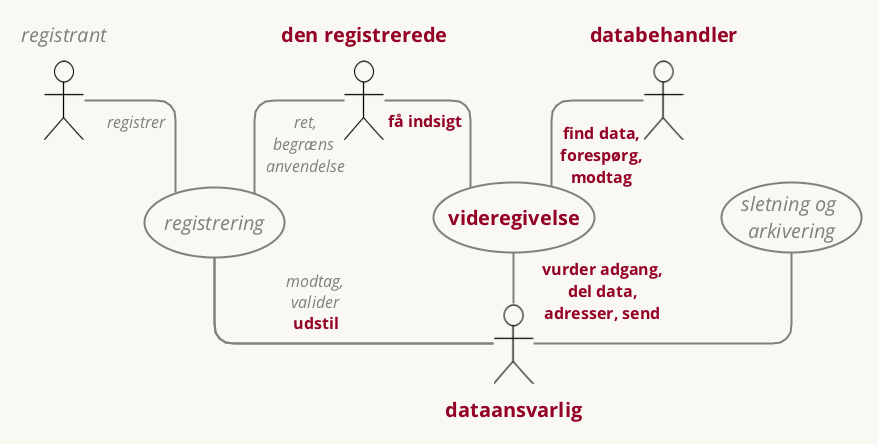 registrant
den registrerede
databehandler
registrer
ret,
begræns
anvendelse
få indsigt
find data,
forespørg,
modtag
registrering
videregivelse
sletning og
arkivering
modtag,
valider
udstil
vurder adgang,
del data,
adresser, send
dataansvarlig